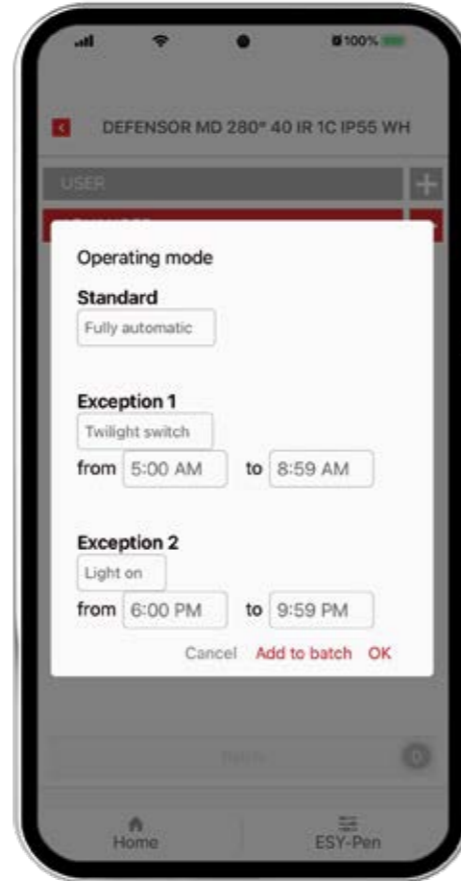 100%
DEFENSOR MD 280° 40 IR 1C IP55 WH
USER
Operating mode
Standard
Fully automatic
Exception 1
Twilight switch
from 5:00 AM to 8:59 AM
Exception 2
Light on
from 6:00 PM to 9:59 PM
Cancel Add to batch OK
0
Home ESY-Pen